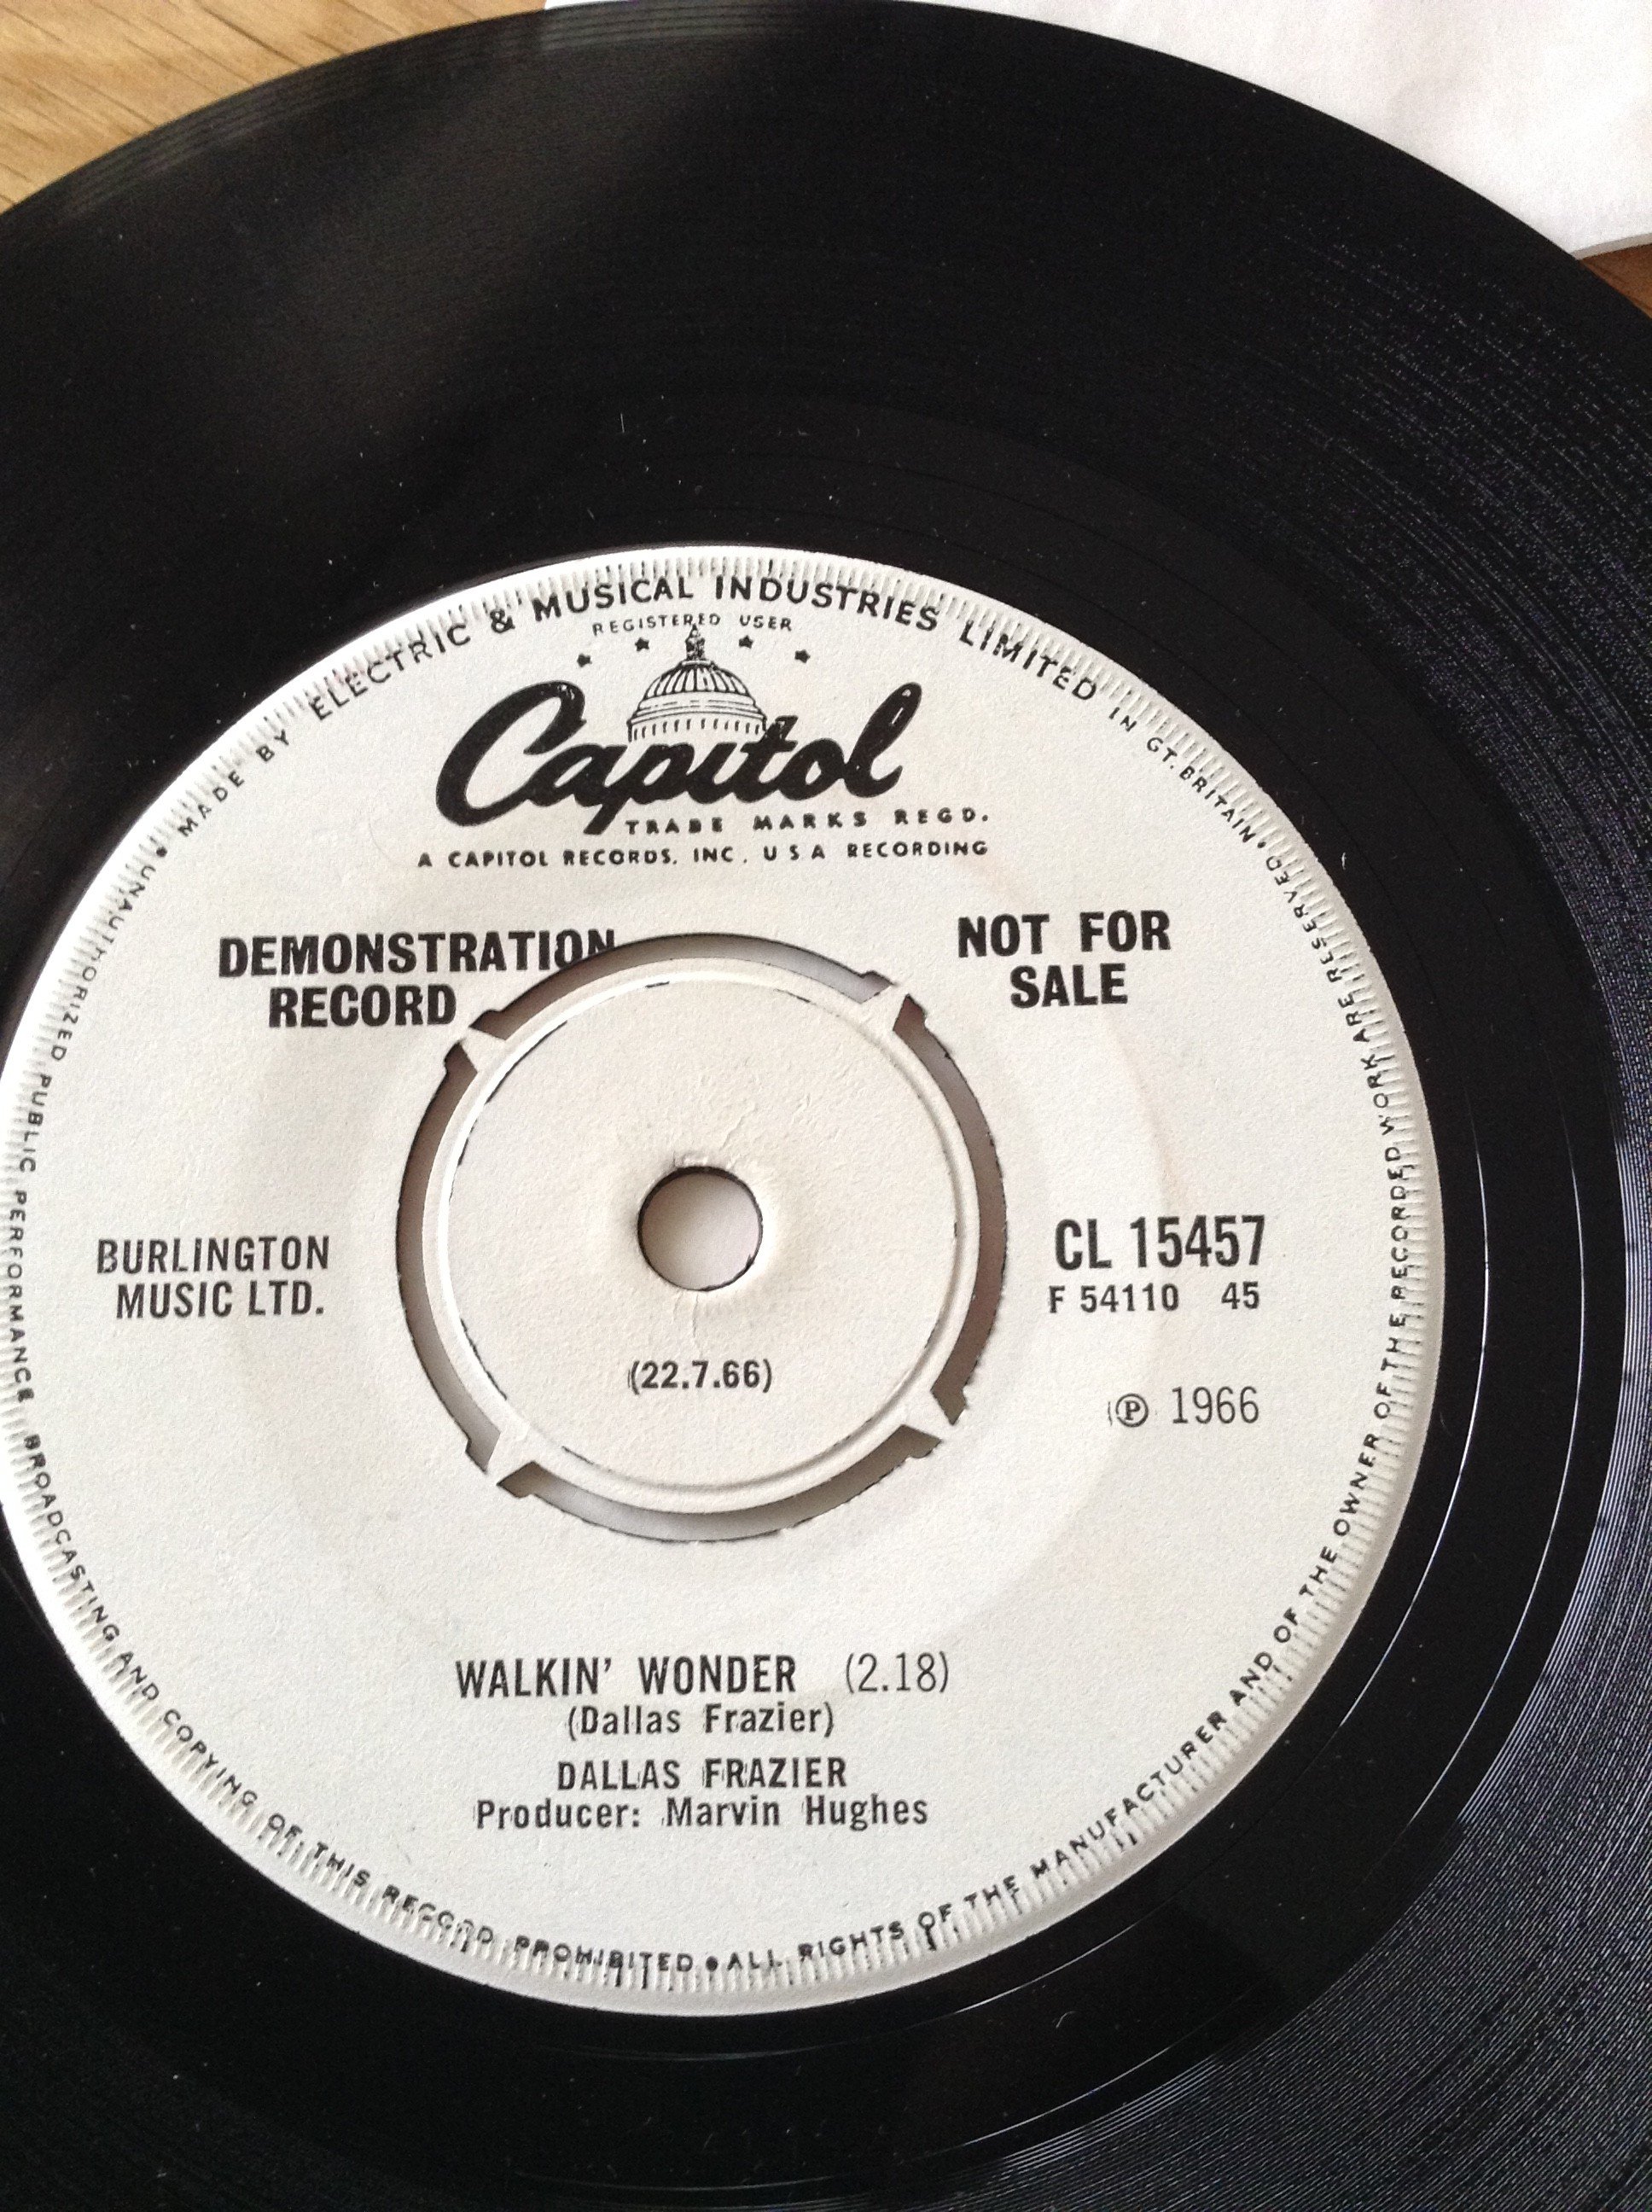 MADE BY ELECTRIC & MUSICAL INDUSTRIES LIMITED IN GT. BRITAIN •
REGISTERED USER
Capitol
TRADE MARKS REGD.
A CAPITOL RECORDS, INC, U S A RECORDING
DEMONSTRATION
RECORD
NOT FOR
SALE
BURLINGTON
MUSIC LTD.
CL 15457
F 54110 45
℗ 1966
(22.7.66)
WALKIN' WONDER (2.18)
(Dallas Frazier)
DALLAS FRAZIER
Producer: Marvin Hughes
ALL RIGHTS OF THE MANUFACTURER AND OF THE OWNER OF THE RECORDED WORK ARE RESERVED •
UNAUTHORIZED PUBLIC PERFORMANCE BROADCASTING AND COPYING OF THIS RECORD PROHIBITED •